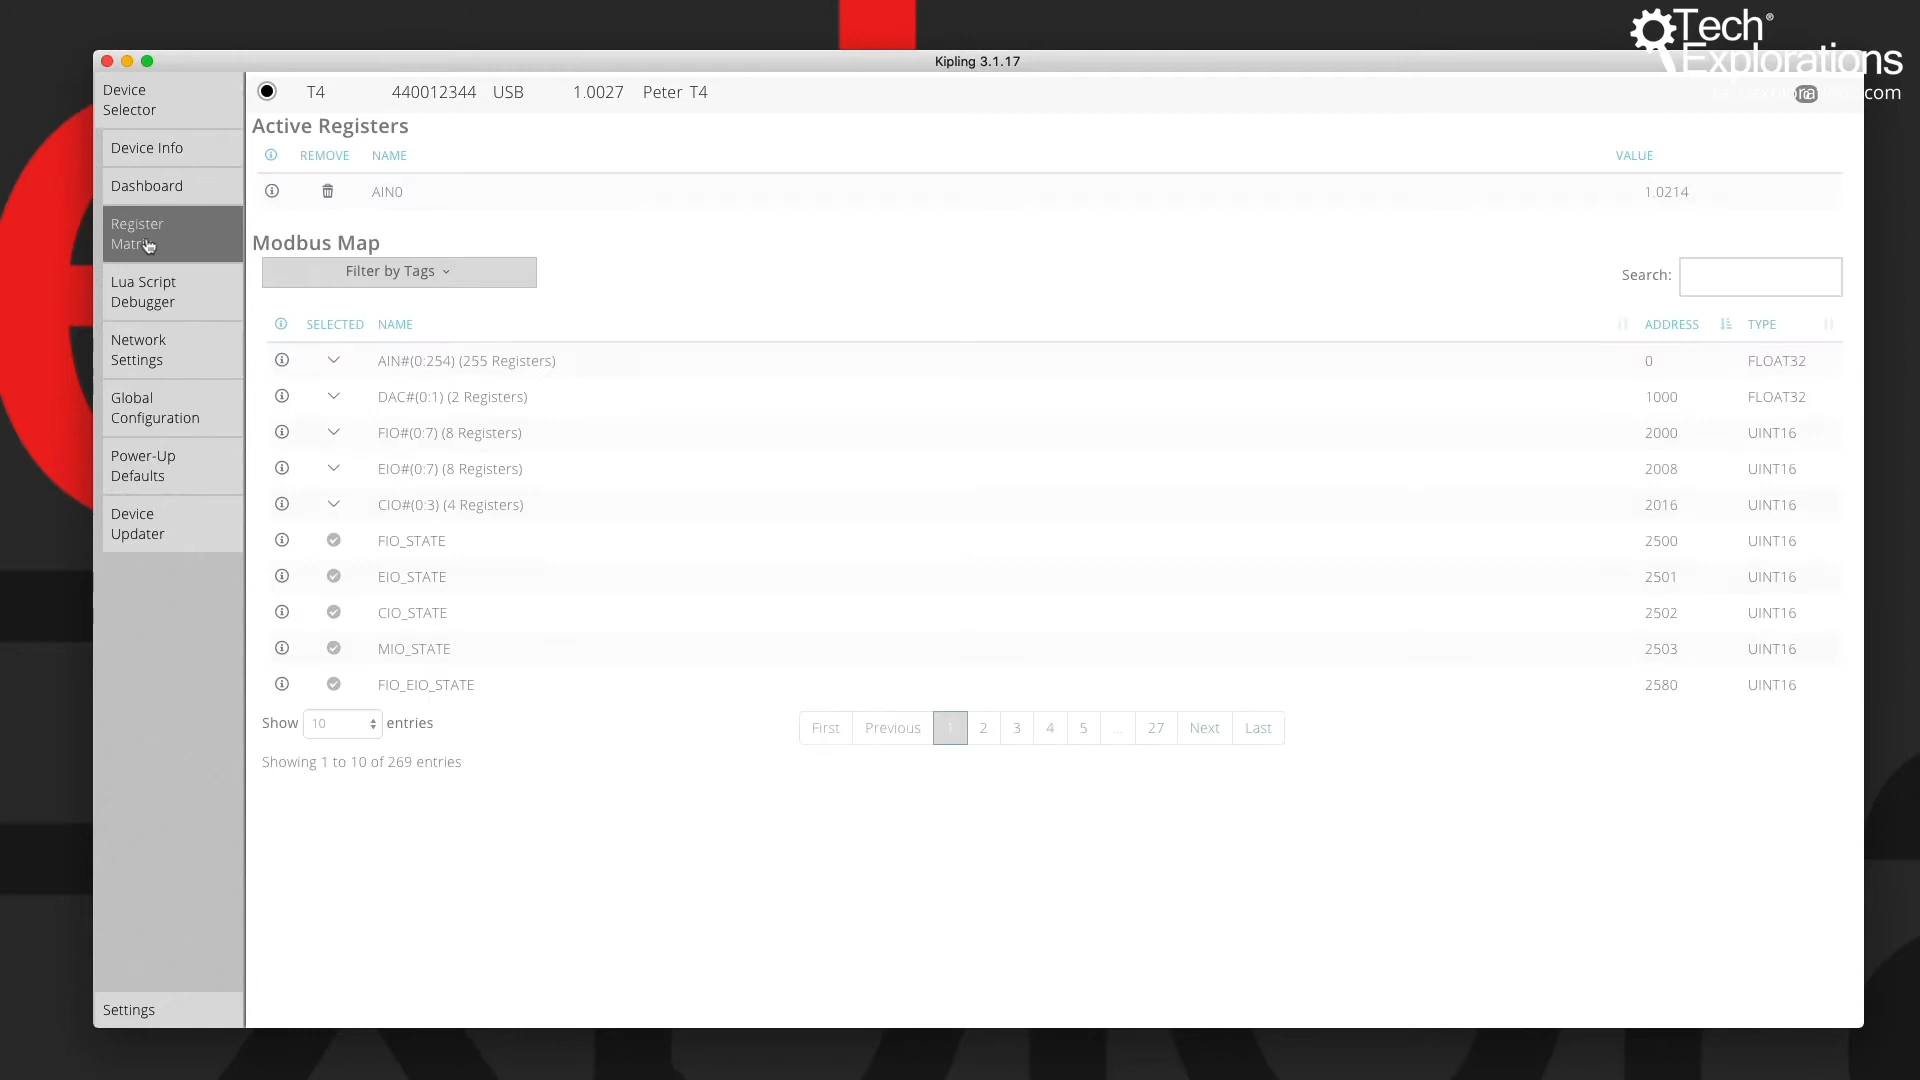 Tech®
Explorations
com
Kipling 3.1.17
Device
Selector
Device Info
Dashboard
Register
Matrix
Lua Script
Debugger
Network
Settings
Global
Configuration
Power-Up
Defaults
Device
Updater
Settings
T4 440012344 USB 1.0027 Peter T4
Active Registers
REMOVE NAME VALUE
AIN0 1.0214
Modbus Map
Filter by Tags
Search:
SELECTED NAME ADDRESS TYPE
AIN#(0:254) (255 Registers) 0 FLOAT32
DAC#(0:1) (2 Registers) 1000 FLOAT32
FIO#(0:7) (8 Registers) 2000 UINT16
EIO#(0:7) (8 Registers) 2008 UINT16
CIO#(0:3) (4 Registers) 2016 UINT16
FIO_STATE 2500 UINT16
EIO_STATE 2501 UINT16
CIO_STATE 2502 UINT16
MIO_STATE 2503 UINT16
FIO_EIO_STATE 2580 UINT16
Show 10 entries
First Previous 1 2 3 4 5 ... 27 Next Last
Showing 1 to 10 of 269 entries